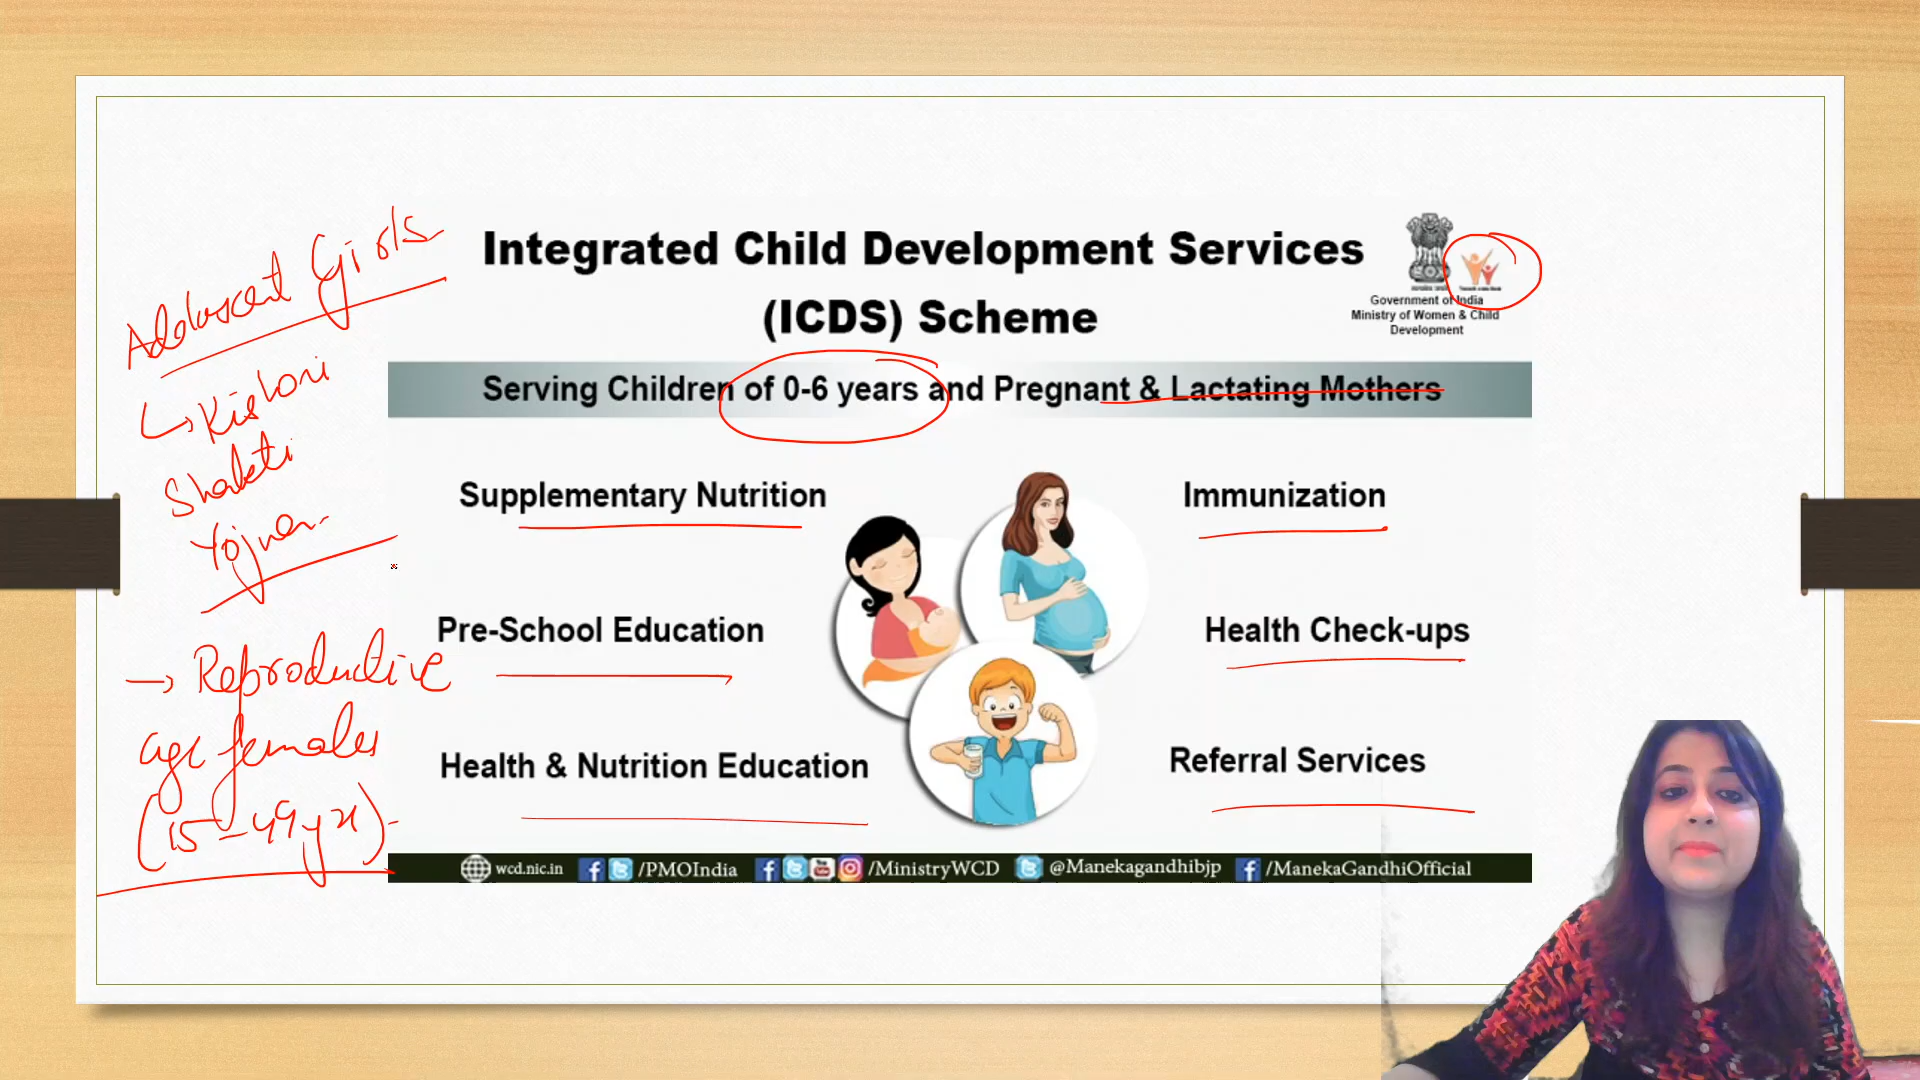 Integrated Child Development Services
(ICDS) Scheme
Government of India
Ministry of Women & Child
Development
Serving Children of 0-6 years and Pregnant & Lactating Mothers
Supplementary Nutrition
Immunization
Pre-School Education
Health Check-ups
Health & Nutrition Education
Referral Services
wcd.nic.in /PMOIndia /MinistryWCD @Manekagandhibjp /ManekaGandhiOfficial
Girls
Kishori
Shakti
Yojna
Reproductive
age females
(15-49yr)